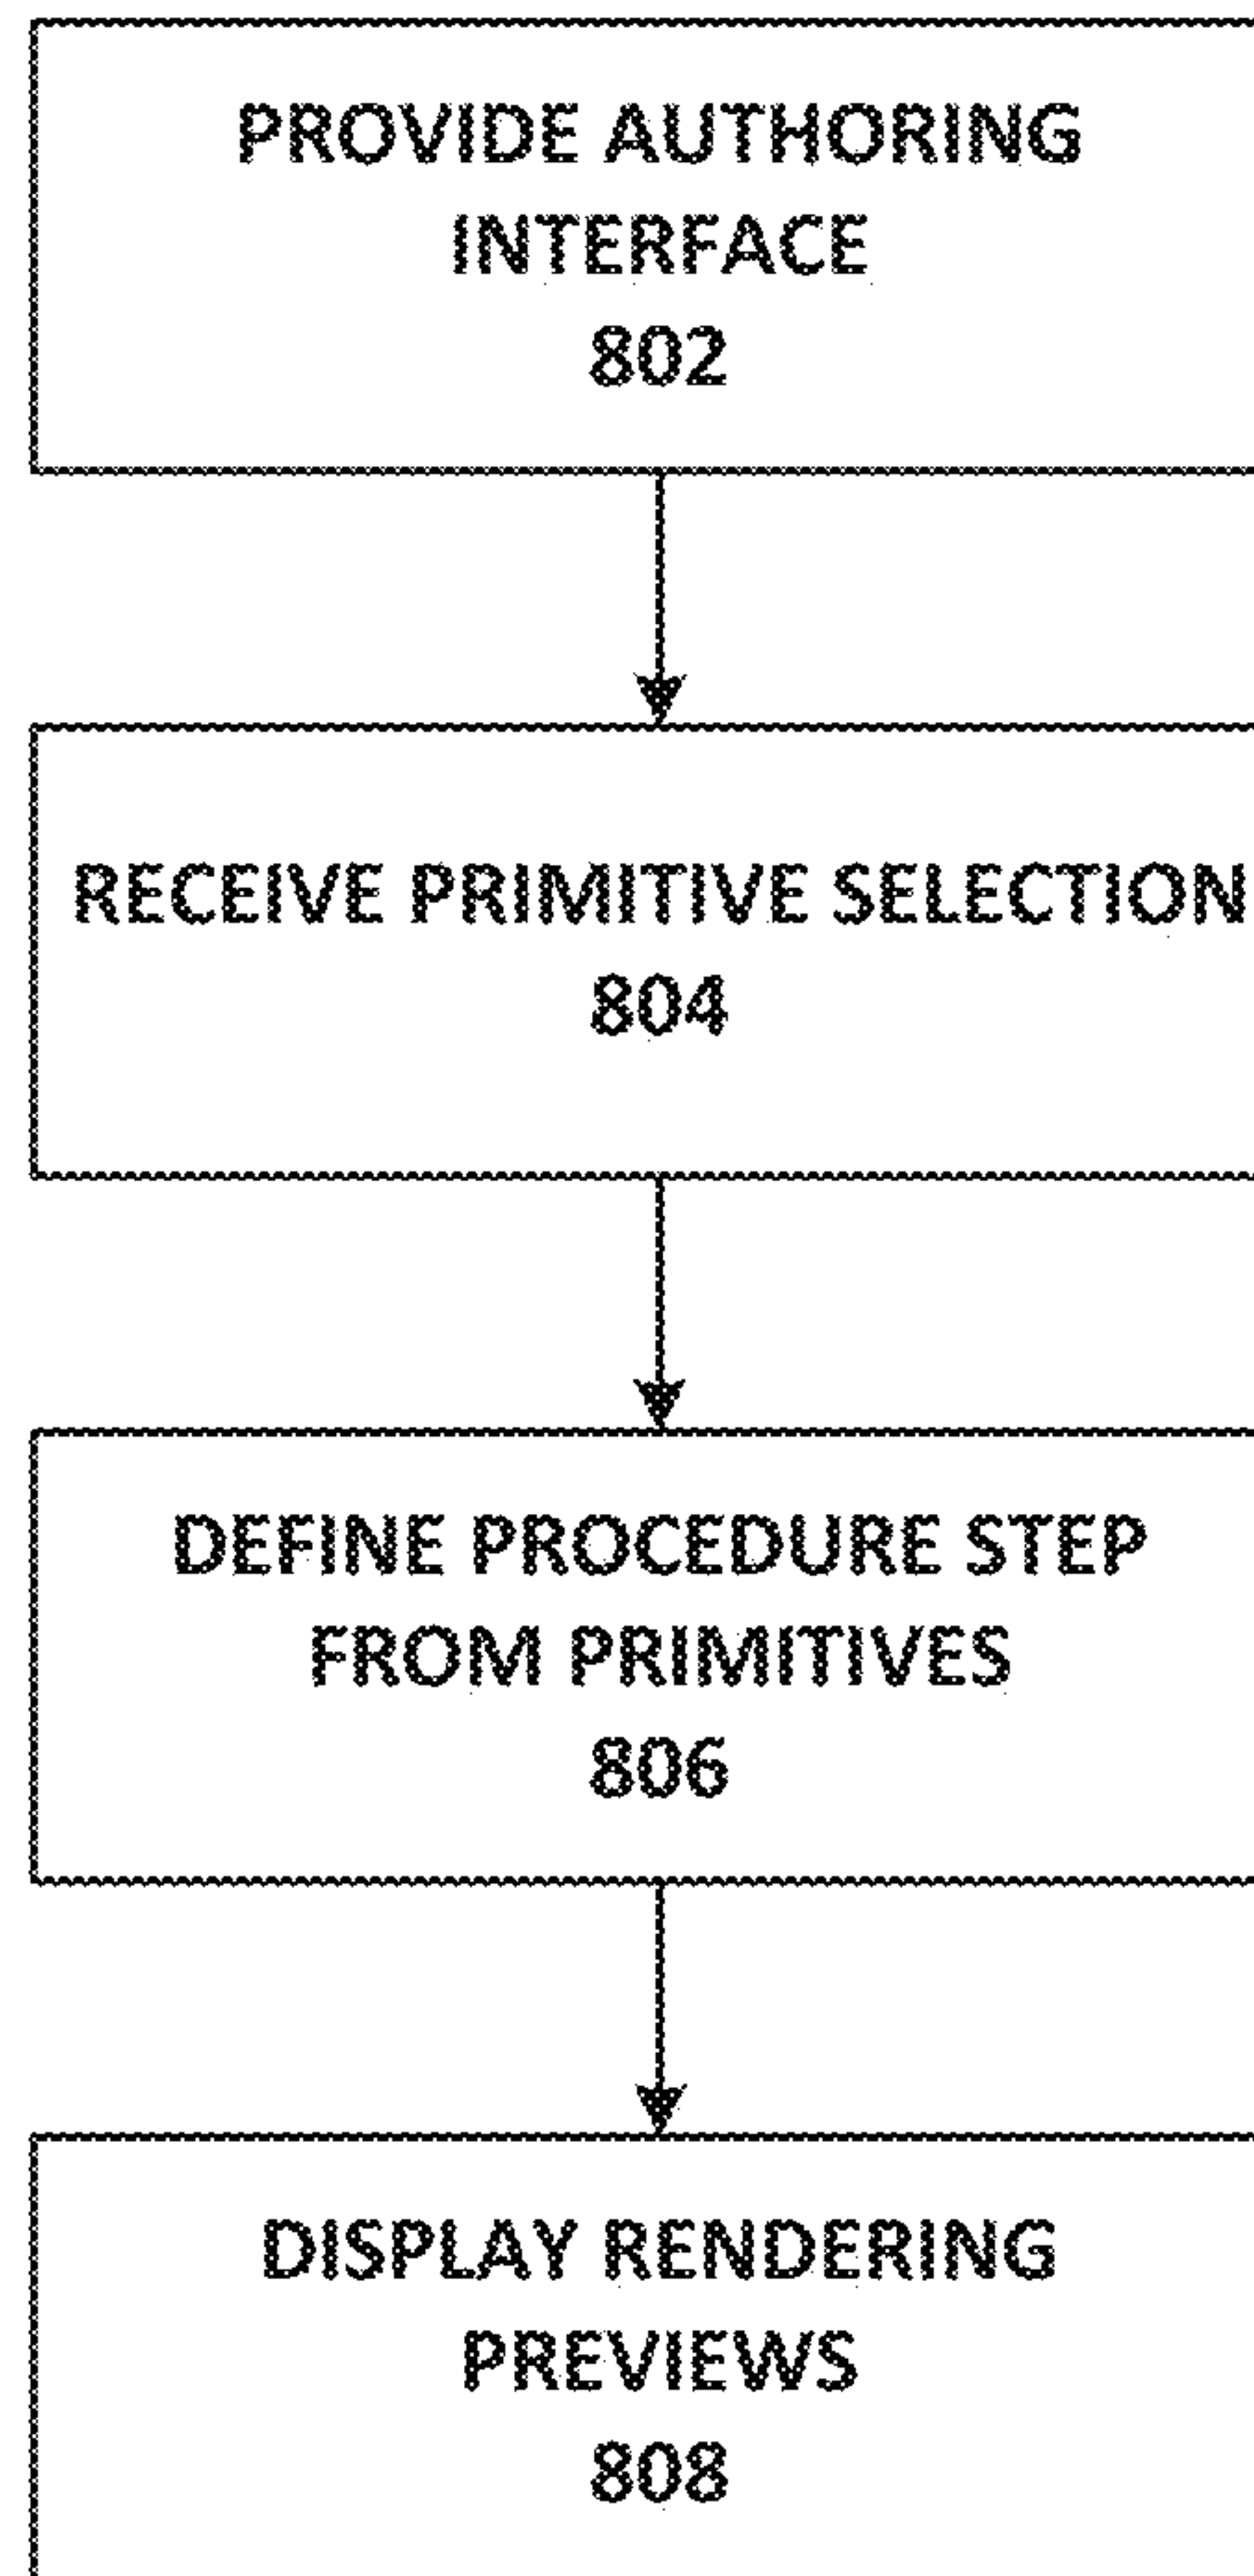 PROVIDE AUTHORING
INTERFACE
802
RECEIVE PRIMITIVE SELECTION
804
DEFINE PROCEDURE STEP
FROM PRIMITIVES
806
DISPLAY RENDERING
PREVIEWS
808